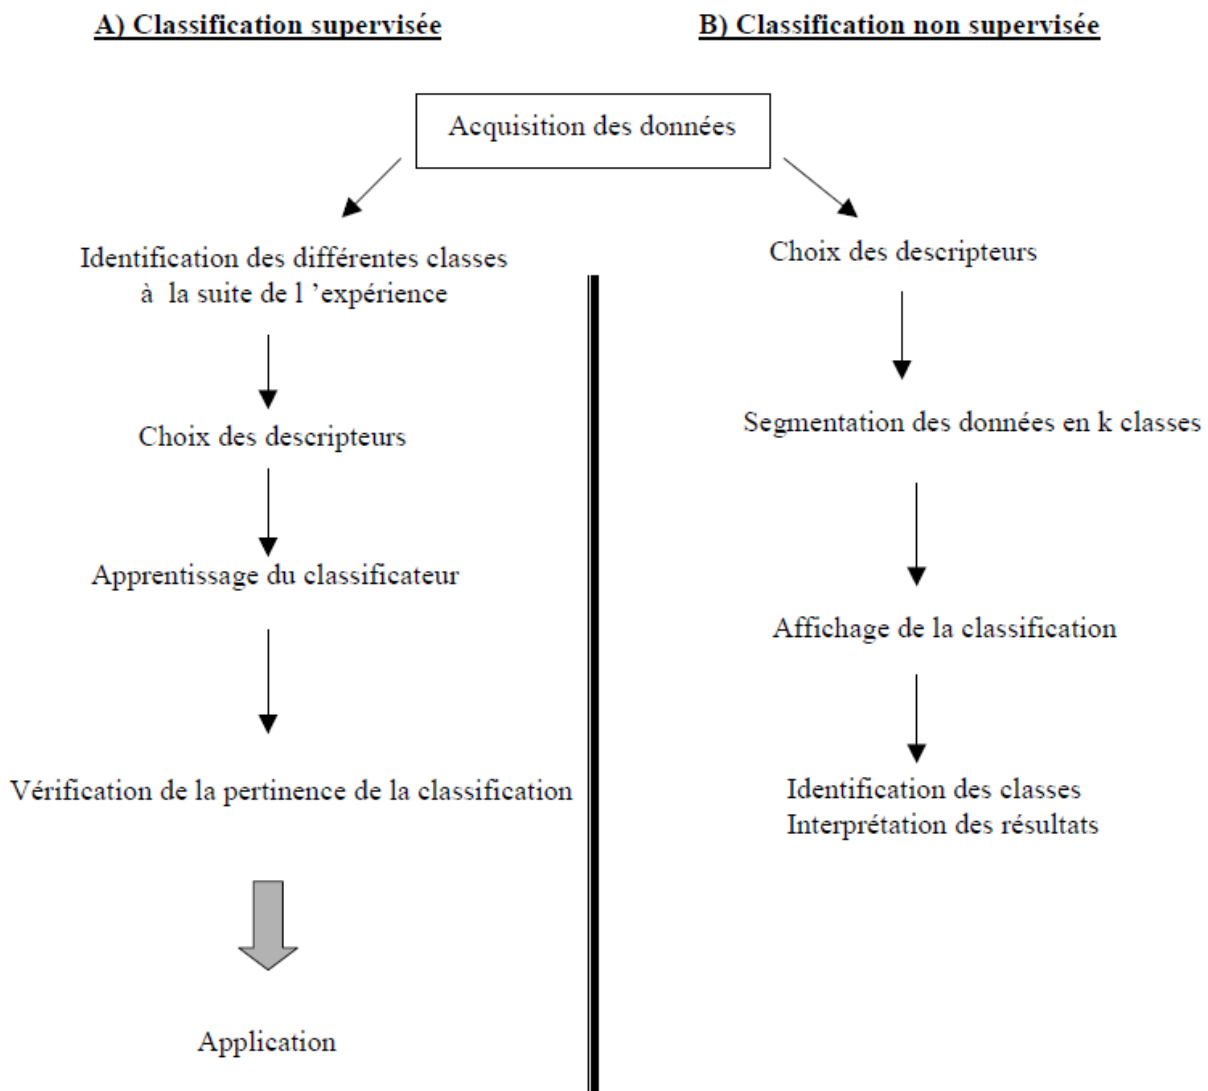 A) Classification supervisée
B) Classification non supervisée
Acquisition des données
Identification des différentes classes
à la suite de l ’expérience
Choix des descripteurs
Apprentissage du classificateur
Vérification de la pertinence de la classification
Application
Choix des descripteurs
Segmentation des données en k classes
Affichage de la classification
Identification des classes
Interprétation des résultats